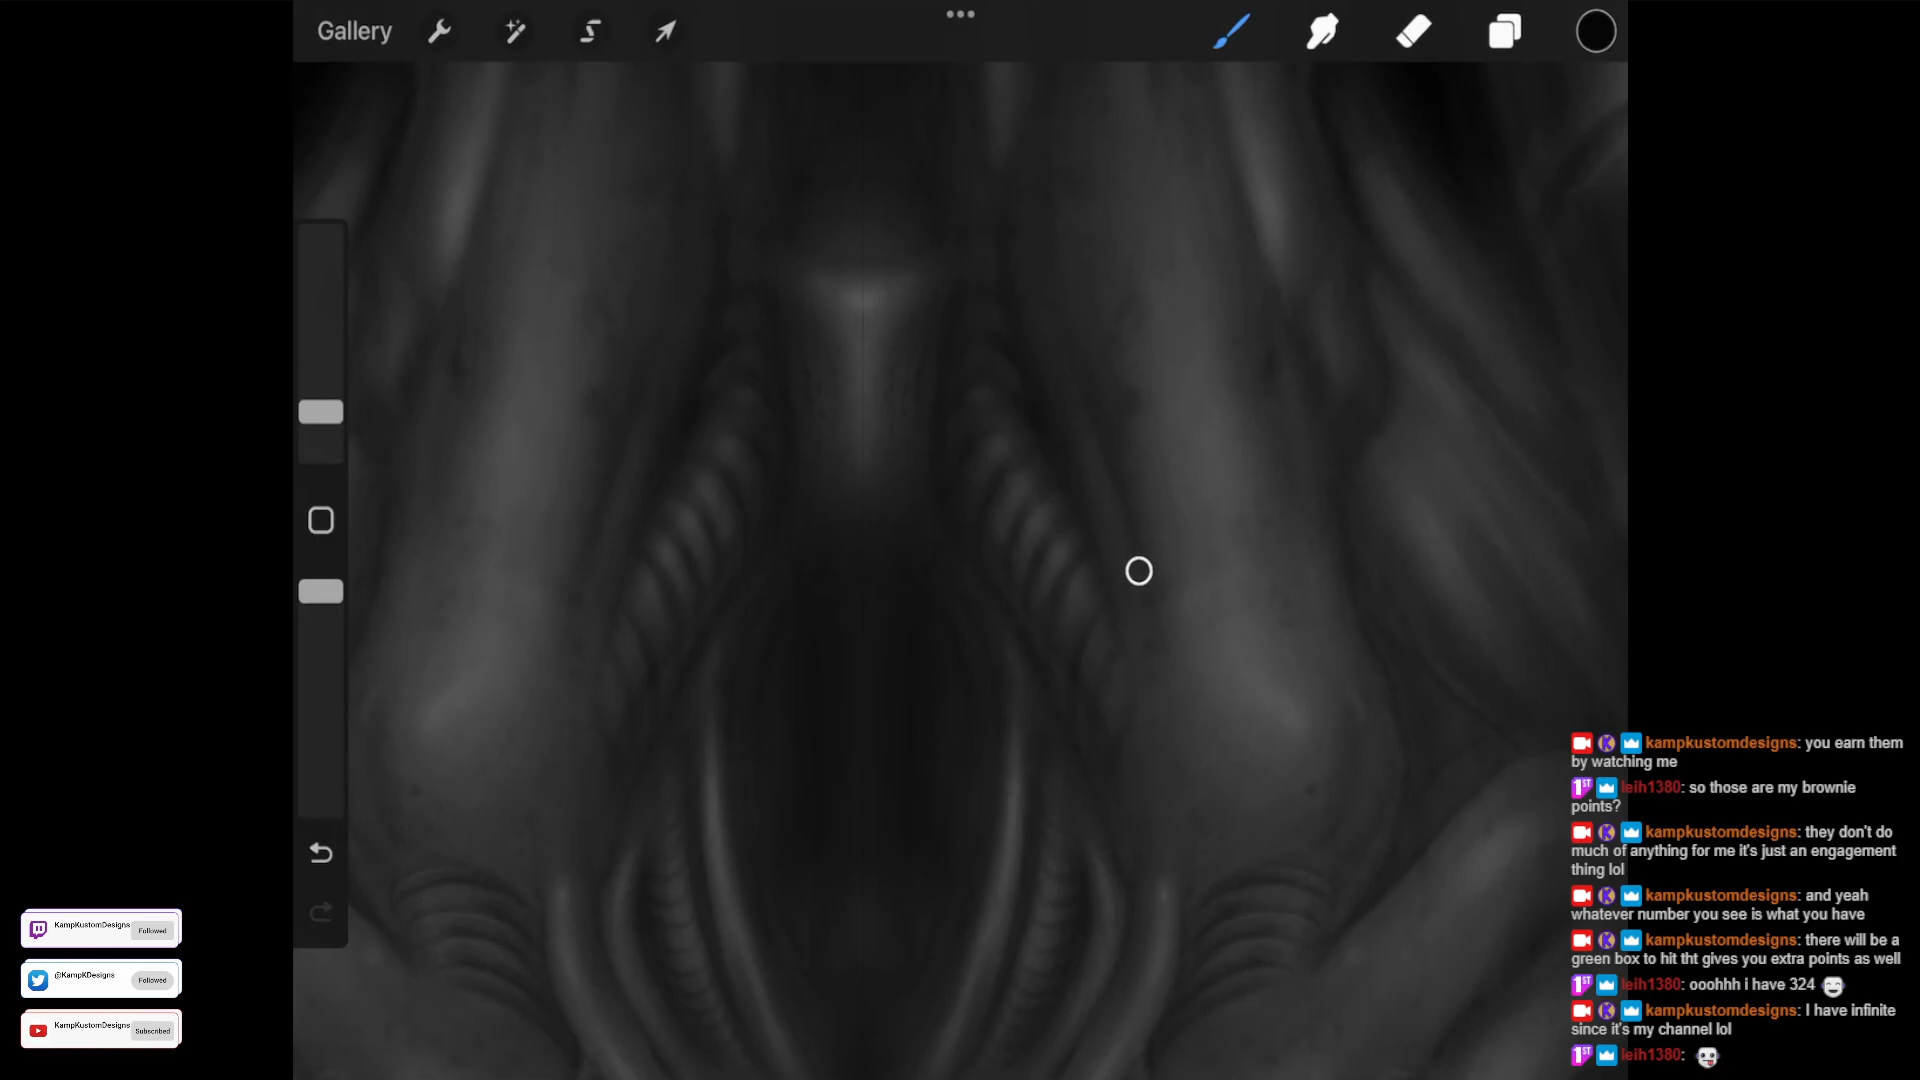 Gallery
KampKustomDesigns
Followed
@KampKDesigns
Followed
KampKustomDesigns
Subscribed
kampkustomdesigns: you earn them
by watching me
1ST leih1380: so those are my brownie
points?
kampkustomdesigns: they don't do
much of anything for me it's just an engagement
thing lol
kampkustomdesigns: and yeah
whatever number you see is what you have
kampkustomdesigns: there will be a
green box to hit tht gives you extra points as well
1ST leih1380: ooohhh i have 324
kampkustomdesigns: I have infinite
since it's my channel lol
1ST leih1380: